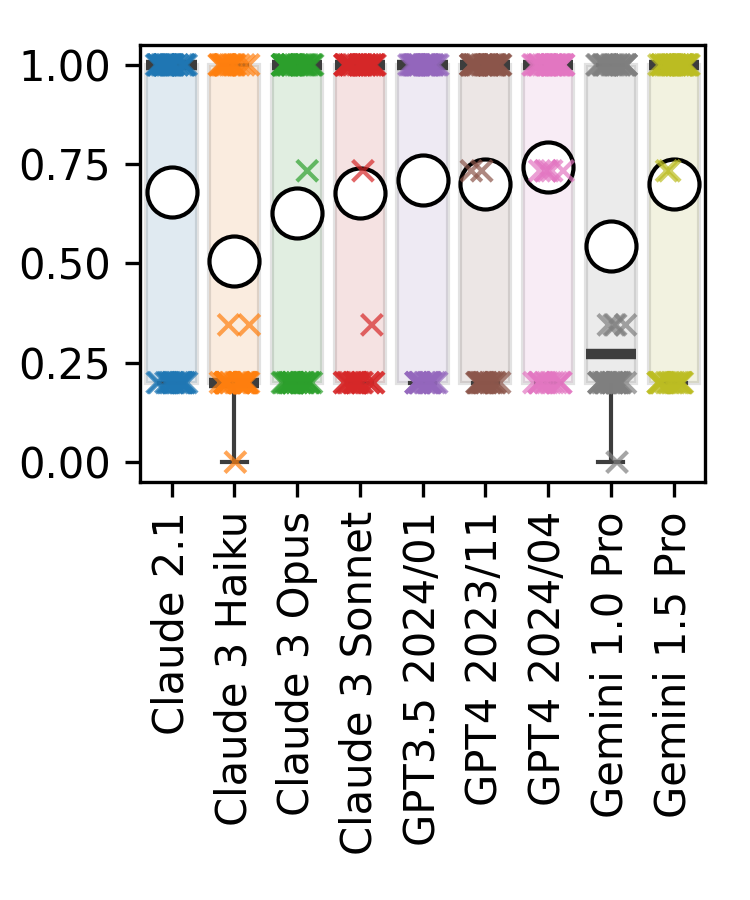 1.00
0.75
0.50
0.25
0.00
Claude 2.1
Claude 3 Haiku
Claude 3 Opus
Claude 3 Sonnet
GPT3.5 2024/01
GPT4 2023/11
GPT4 2024/04
Gemini 1.0 Pro
Gemini 1.5 Pro